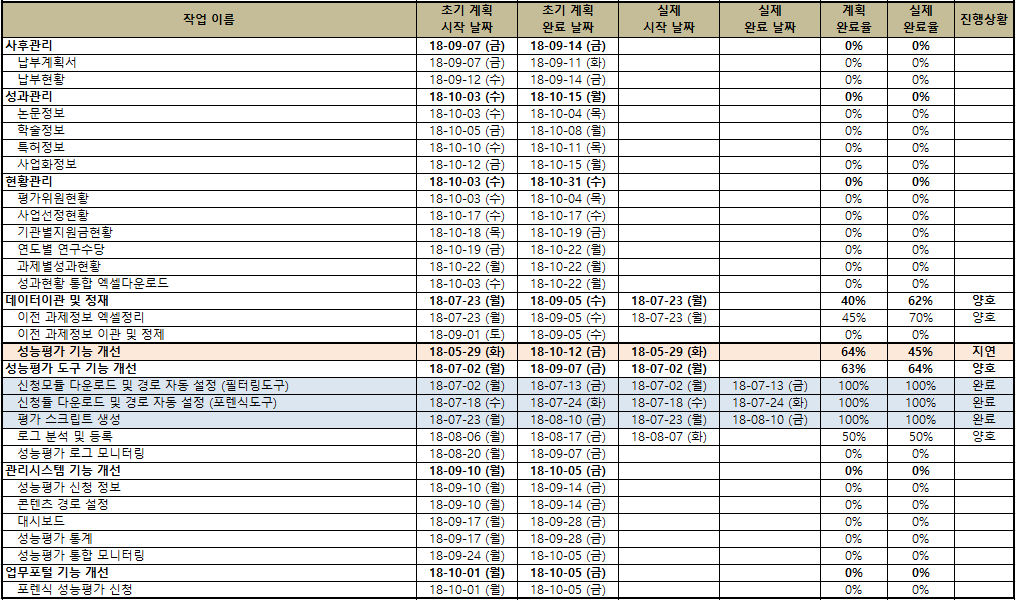 작업 이름 초기 계획 시작 날짜 초기 계획 완료 날짜 실제 시작 날짜 실제 완료 날짜 계획 완료율 실제 완료율 진행상황
사후관리 18-09-07 (금) 18-09-14 (금) 0% 0%
납부계획서 18-09-07 (금) 18-09-11 (화) 0% 0%
납부현황 18-09-12 (수) 18-09-14 (금) 0% 0%
성과관리 18-10-03 (수) 18-10-15 (월) 0% 0%
논문정보 18-10-03 (수) 18-10-04 (목) 0% 0%
학술정보 18-10-05 (금) 18-10-08 (월) 0% 0%
특허정보 18-10-10 (수) 18-10-11 (목) 0% 0%
사업화정보 18-10-12 (금) 18-10-15 (월) 0% 0%
현황관리 18-10-03 (수) 18-10-31 (수) 0% 0%
평가위원현황 18-10-03 (수) 18-10-04 (목) 0% 0%
사업선정현황 18-10-17 (수) 18-10-17 (수) 0% 0%
기관별지원금현황 18-10-18 (목) 18-10-19 (금) 0% 0%
연도별 연구수당 18-10-19 (금) 18-10-22 (월) 0% 0%
과제별성과현황 18-10-22 (월) 18-10-22 (월) 0% 0%
성과현황 통합 엑셀다운로드 18-10-03 (수) 18-10-22 (월) 0% 0%
데이터이관 및 정재 18-07-23 (월) 18-09-05 (수) 18-07-23 (월) 40% 62% 양호
이전 과제정보 엑셀정리 18-07-23 (월) 18-09-05 (수) 18-07-23 (월) 45% 70% 양호
이전 과제정보 이관 및 정제 18-09-01 (토) 18-09-05 (수) 0% 0%
성능평가 기능 개선 18-05-29 (화) 18-10-12 (금) 18-05-29 (화) 64% 45% 지연
성능평가 도구 기능 개선 18-07-02 (월) 18-09-07 (금) 18-07-02 (월) 63% 64% 양호
신청모듈 다운로드 및 경로 자동 설정 (필터링도구) 18-07-02 (월) 18-07-13 (금) 18-07-02 (월) 18-07-13 (금) 100% 100% 완료
신청률 다운로드 및 경로 자동 설정 (포렌식도구) 18-07-18 (수) 18-07-24 (화) 18-07-18 (수) 18-07-24 (화) 100% 100% 완료
평가 스크립트 생성 18-07-23 (월) 18-08-10 (금) 18-07-23 (월) 18-08-10 (금) 100% 100% 완료
로그 분석 및 등록 18-08-06 (월) 18-08-17 (금) 18-08-07 (화) 50% 50% 양호
성능평가 로그 모니터링 18-08-20 (월) 18-09-07 (금) 0% 0%
관리시스템 기능 개선 18-09-10 (월) 18-10-05 (금) 0% 0%
성능평가 신청 정보 18-09-10 (월) 18-09-14 (금) 0% 0%
콘텐츠 경로 설정 18-09-10 (월) 18-09-14 (금) 0% 0%
대시보드 18-09-17 (월) 18-09-28 (금) 0% 0%
성능평가 통계 18-09-17 (월) 18-09-28 (금) 0% 0%
성능평가 통합 모니터링 18-09-24 (월) 18-10-05 (금) 0% 0%
업무포털 기능 개선 18-10-01 (월) 18-10-05 (금) 0% 0%
포렌식 성능평가 신청 18-10-01 (월) 18-10-05 (금) 0% 0%